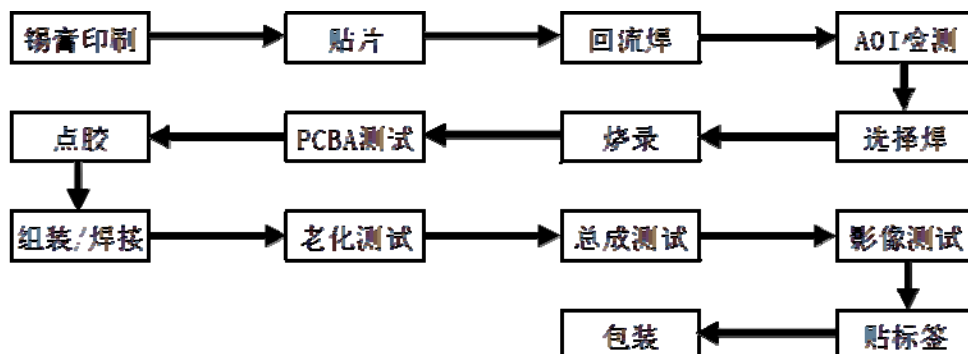 锡膏印刷 贴片 回流焊 AOI检测
点胶 PCBA测试 烧录 选择焊
组装/焊接 老化测试 总成测试 影像测试
包装 贴标签